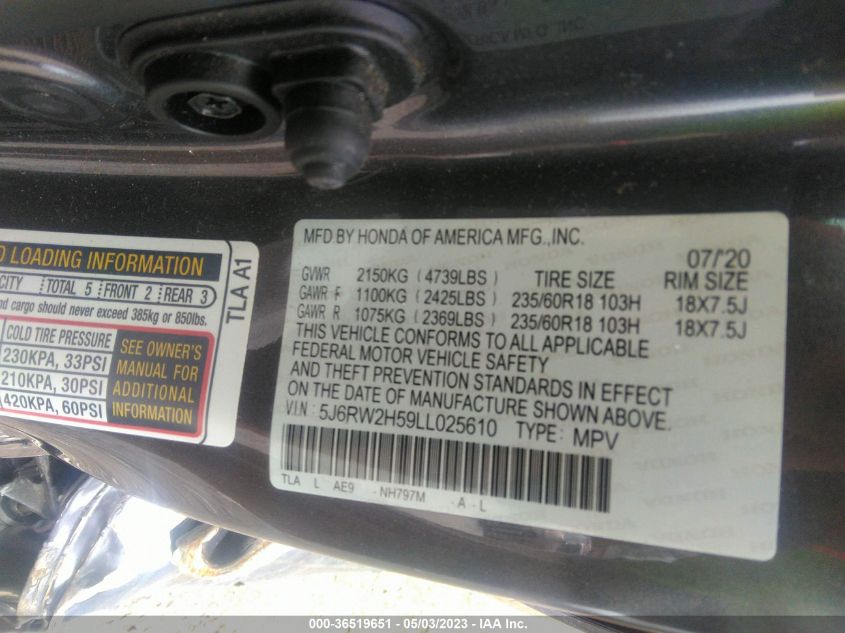 MFD BY HONDA OF AMERICA MFG.,INC.
07/'20
GVWR 2150KG ( 4739LBS ) TIRE SIZE RIM SIZE
GAWR F 1100KG ( 2425LBS ) 235/60R18 103H 18X7.5J
GAWR R 1075KG ( 2369LBS ) 235/60R18 103H 18X7.5J
THIS VEHICLE CONFORMS TO ALL APPLICABLE
FEDERAL MOTOR VEHICLE SAFETY
AND THEFT PREVENTION STANDARDS IN EFFECT
ON THE DATE OF MANUFACTURE SHOWN ABOVE.
V.I.N: 5J6RW2H59LL025610 TYPE: MPV
TLA L AE9 -NH797M -A -L
LOADING INFORMATION
TOTAL 5 FRONT 2 REAR 3
and cargo should never exceed 385kg or 850lbs.
COLD TIRE PRESSURE
230KPA, 33PSI
210KPA, 30PSI
420KPA, 60PSI
SEE OWNER'S
MANUAL FOR
ADDITIONAL
INFORMATION
TLA A1
000-36519651 - 05/03/2023 - IAA Inc.